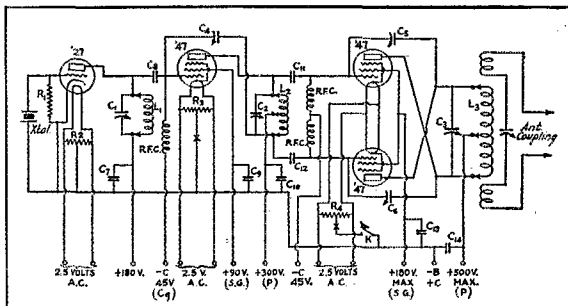 '27
R1
Xtal.
R2
C1
L1
C7
C8
C4
'47
R.F.C.
R3
C2
L2
C9
C10
C11
C12
R.F.C.
R.F.C.
'47
'47
C5
C6
R4
K
C13
C14
C3
L3
Ant.
Coupling
2.5 VOLTS
A.C.
+180 V.
-C
45V.
(Cg)
2.5 V.
A.C.
+90 V.
(S.G.)
+300 V.
(P)
-C
45V.
2.5 VOLTS
A.C.
+180 V.
MAX
(S.G.)
-B
+C
+500 V.
MAX.
(P)